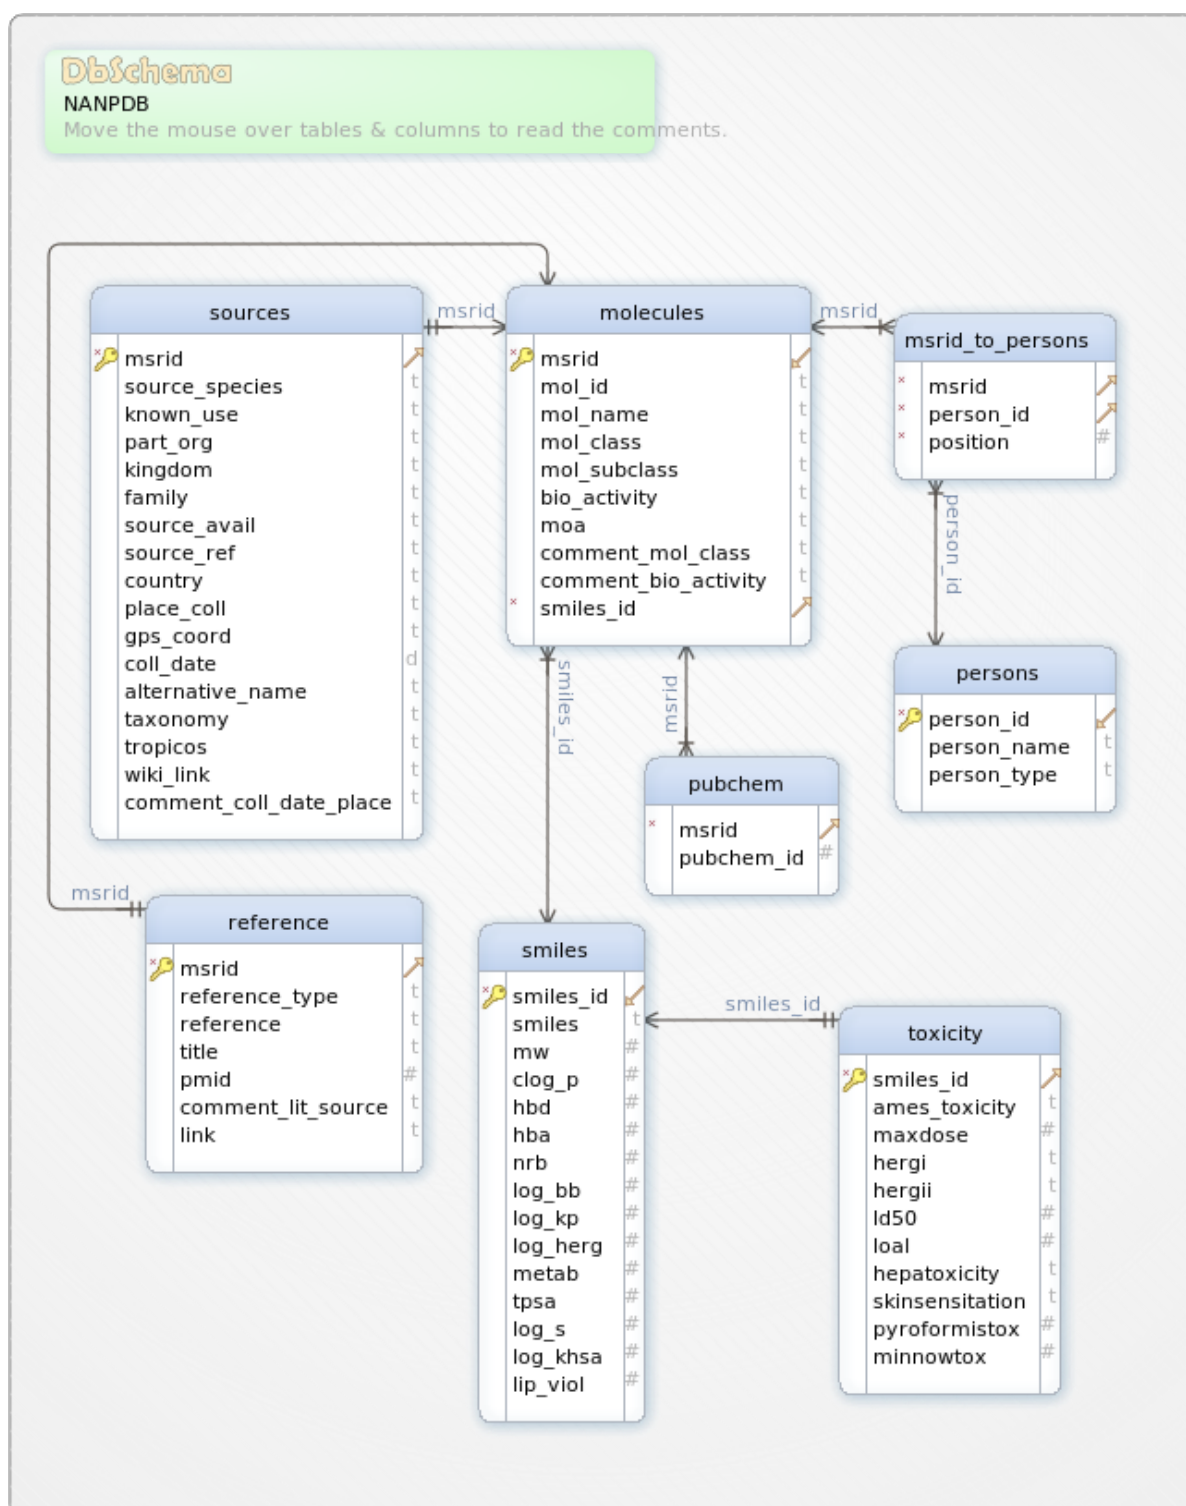 DbSchema
NANPDB
Move the mouse over tables & columns to read the comments.
sources
msrid
source_species
known_use
part_org
kingdom
family
source_avail
source_ref
country
place_coll
gps_coord
coll_date
alternative_name
taxonomy
tropicos
wiki_link
comment_coll_date_place
t
t
t
t
t
t
t
t
t
t
d
t
t
t
t
t
msrid
molecules
msrid
mol_id
mol_name
mol_class
mol_subclass
bio_activity
moa
comment_mol_class
comment_bio_activity
smiles_id
t
t
t
t
t
t
t
t
msrid
msrid_to_persons
msrid
person_id
position
#
person_id
persons
person_id
person_name
person_type
t
t
smiles_id
msrid
pubchem
msrid
pubchem_id
#
msrid
reference
msrid
reference_type
reference
title
pmid
comment_lit_source
link
t
t
t
#
t
t
smiles
smiles_id
smiles
mw
clog_p
hbd
hba
nrb
log_bb
log_kp
log_herg
metab
tpsa
log_s
log_khsa
lip_viol
t
#
#
#
#
#
#
#
#
#
#
#
#
#
smiles_id
toxicity
smiles_id
ames_toxicity
maxdose
hergi
hergii
ld50
loal
hepatoxicity
skinsensitation
pyroformistox
minnowtox
t
#
t
t
#
#
t
t
#
#